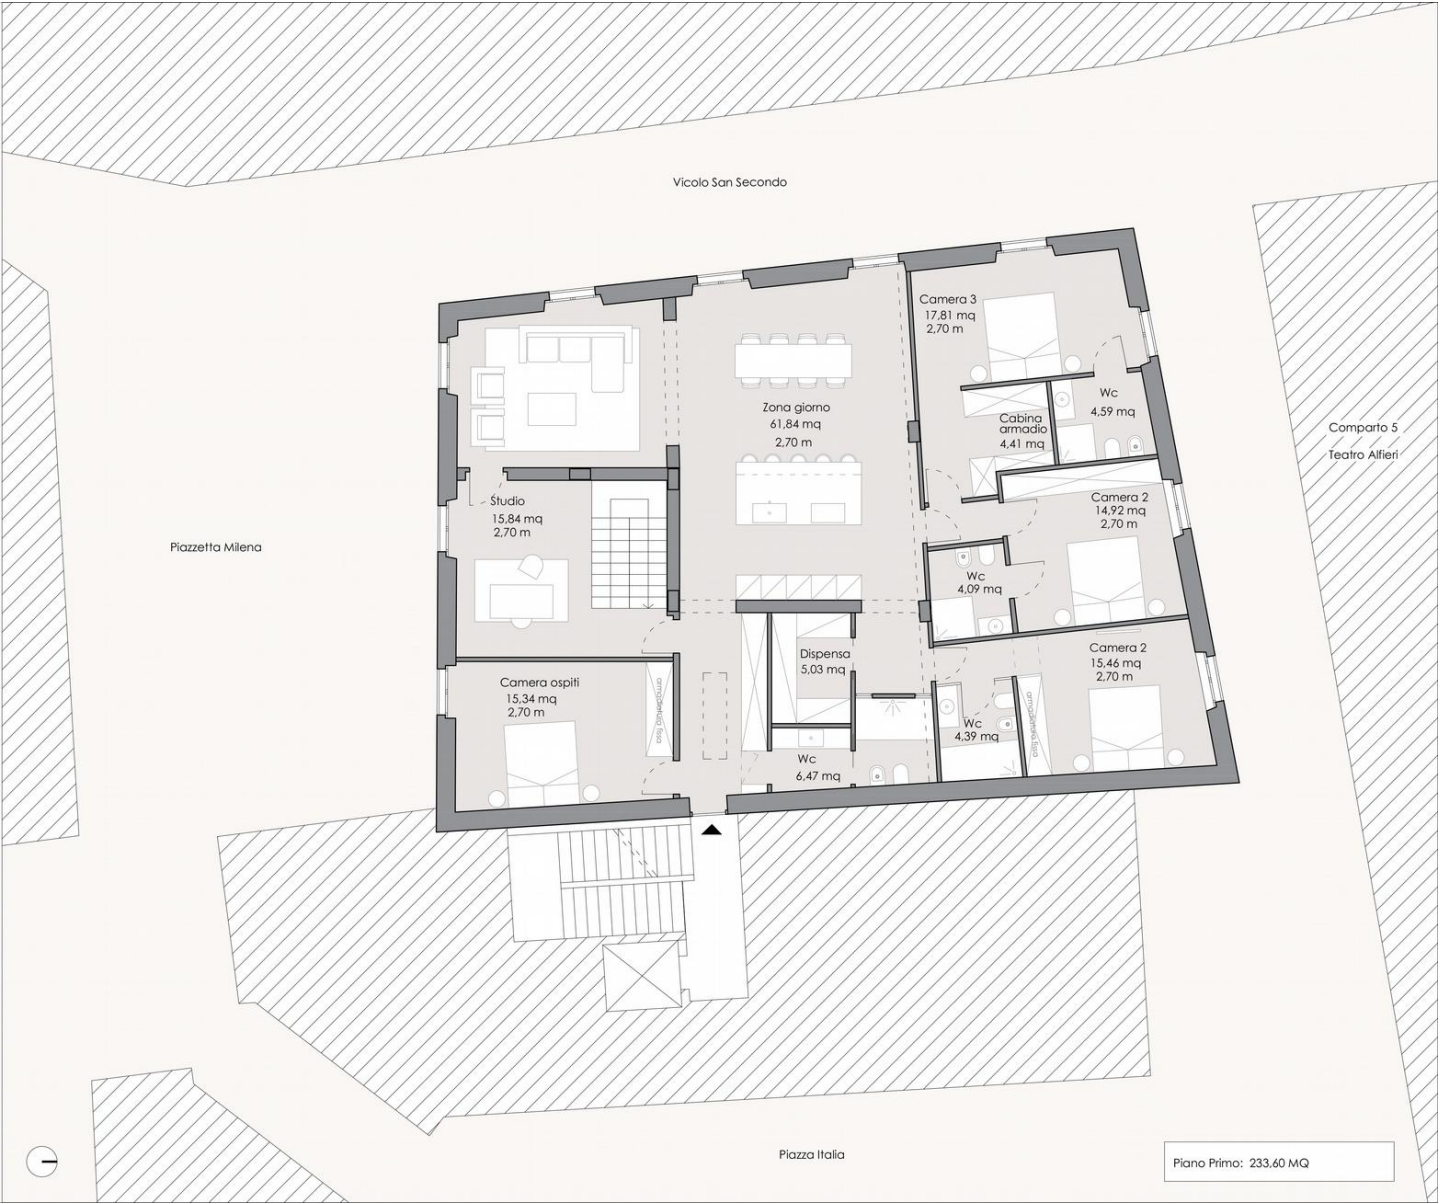 Vicolo San Secondo
Camera 3
17,81 mq
2,70 m
Wc
4,59 mq
Zona giorno
61,84 mq
2,70 m
Cabina
armadio
4,41 mq
Comparto 5
Teatro Alfieri
Studio
15,84 mq
2,70 m
Camera 2
14,92 mq
2,70 m
Piazzetta Milena
Wc
4,09 mq
Dispensa
5,03 mq
Camera 2
15,46 mq
2,70 m
Camera ospiti
15,34 mq
2,70 m
armadiatura fissa
armadiatura fissa
Wc
4,39 mq
Wc
6,47 mq
Piazza Italia
Piano Primo: 233,60 MQ